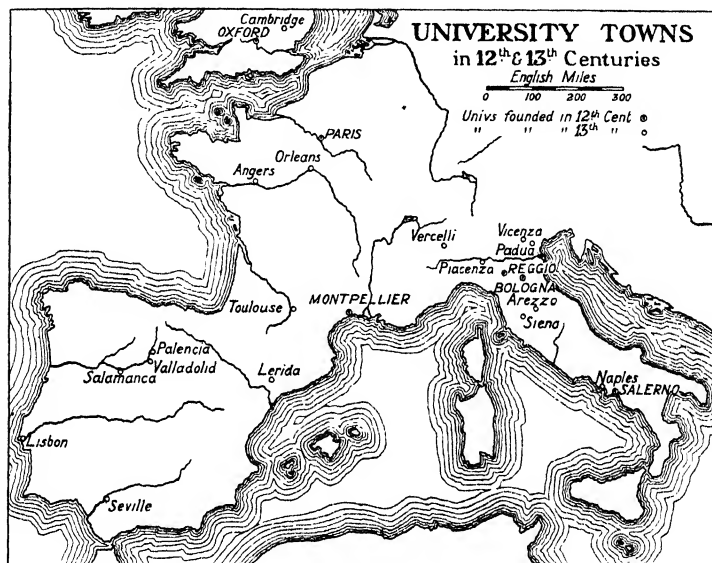 UNIVERSITY TOWNS
in 12th & 13th Centuries
English Miles
0 100 200 300
Univs founded in 12th Cent
" " " 13th "
Cambridge
OXFORD
PARIS
Orleans
Angers
Vercelli
Vicenza
Padua
Piacenza
REGGIO
BOLOGNA
Arezzo
Siena
Toulouse
MONTPELLIER
Palencia
Valladolid
Salamanca
Lerida
Naples
SALERNO
Lisbon
Seville